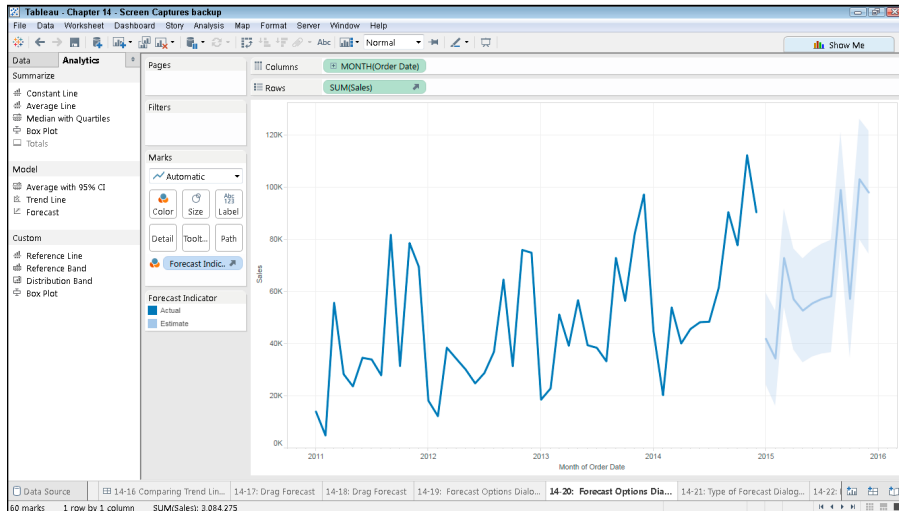 Tableau - Chapter 14 - Screen Captures backup
File Data Worksheet Dashboard Story Analysis Map Format Server Window Help
Abc Normal Show Me
Data Analytics
Summarize
Constant Line
Average Line
Median with Quartiles
Box Plot
Totals
Model
Average with 95% CI
Trend Line
Forecast
Custom
Reference Line
Reference Band
Distribution Band
Box Plot
Pages
Filters
Marks
Automatic
Color Size Abc 123 Label
Detail Toolt... Path
Forecast Indic..
Forecast Indicator
Actual
Estimate
Columns MONTH(Order Date)
Rows SUM(Sales)
120K
100K
80K
60K
40K
20K
0K
Sales
2011 2012 2013 2014 2015 2016
Month of Order Date
Data Source 14-16 Comparing Trend Lin... 14-17: Drag Forecast 14-18: Drag Forecast 14-19: Forecast Options Dialo... 14-20: Forecast Options Dia... 14-21: Type of Forecast Dialog... 14-22:
60 marks 1 row by 1 column SUM(Sales): 3,084,275